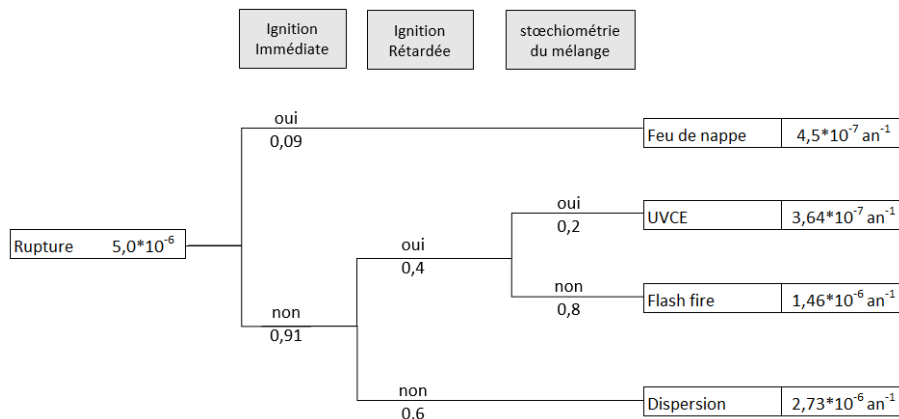 Ignition
Immédiate
Ignition
Rétardée
stœchiométrie
du mélange
oui
0,09
Feu de nappe 4,5*10⁻⁷ an⁻¹
oui
0,2
UVCE 3,64*10⁻⁷ an⁻¹
Rupture 5,0*10⁻⁶
oui
0,4
non
0,8
Flash fire 1,46*10⁻⁶ an⁻¹
non
0,91
non
0,6
Dispersion 2,73*10⁻⁶ an⁻¹